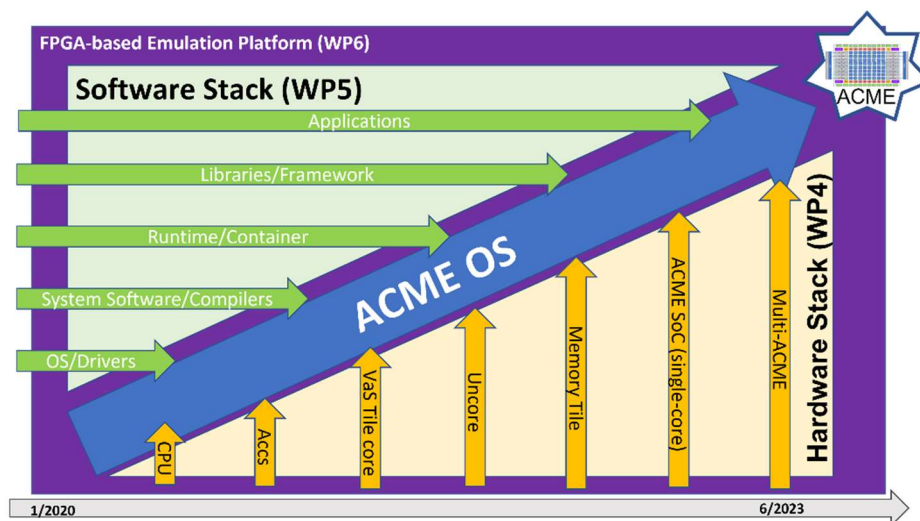 FPGA-based Emulation Platform (WP6)
ACME
Software Stack (WP5)
Applications
Libraries/Framework
Runtime/Container
System Software/Compilers
OS/Drivers
ACME OS
CPU
Accs
VaS Tile core
Uncore
Memory Tile
ACME SoC (single-core)
Multi-ACME
Hardware Stack (WP4)
1/2020
6/2023